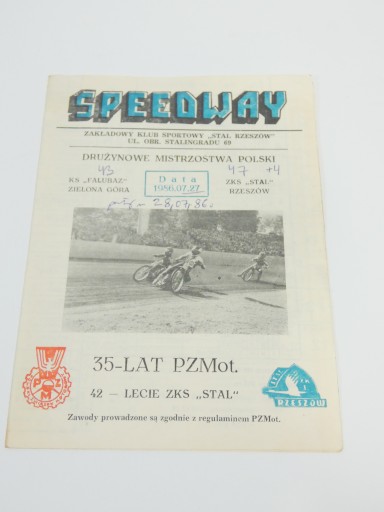 SPEEDWAY
ZAKŁADOWY KLUB SPORTOWY „STAL RZESZÓW"
UL. OBR. STALINGRADU 69
DRUŻYNOWE MISTRZOSTWA POLSKI
43
47 +4
KS „FALUBAZ"
ZIELONA GÓRA
Data
1986.07.27
ZKS „STAL"
RZESZÓW
28.07.86.
35-LAT PZMot.
42 — LECIE ZKS „STAL"
PZM
STAL
RZESZÓW
Zawody prowadzone są zgodnie z regulaminem PZMot.